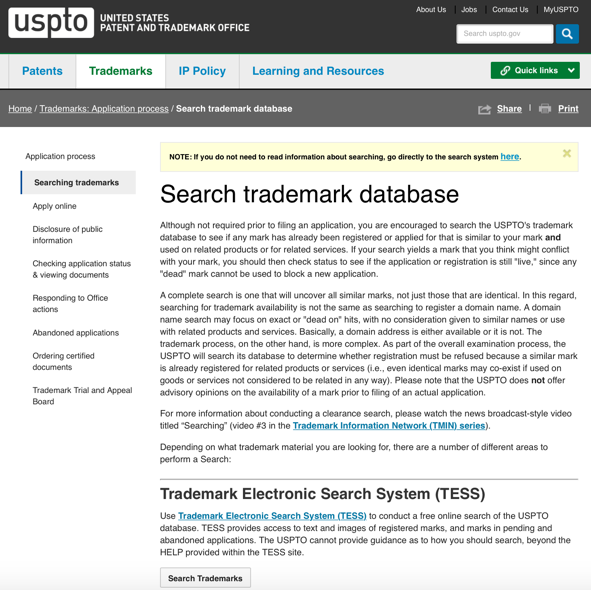 uspto
UNITED STATES
PATENT AND TRADEMARK OFFICE
About Us | Jobs | Contact Us | MyUSPTO
Search uspto.gov
Patents
Trademarks
IP Policy
Learning and Resources
Quick links
Home / Trademarks: Application process / Search trademark database
Share | Print
Application process
Searching trademarks
Apply online
Disclosure of public
information
Checking application status
& viewing documents
Responding to Office
actions
Abandoned applications
Ordering certified
documents
Trademark Trial and Appeal
Board
NOTE: If you do not need to read information about searching, go directly to the search system here.
Search trademark database
Although not required prior to filing an application, you are encouraged to search the USPTO's trademark
database to see if any mark has already been registered or applied for that is similar to your mark and
used on related products or for related services. If your search yields a mark that you think might conflict
with your mark, you should then check status to see if the application or registration is still "live," since any
"dead" mark cannot be used to block a new application.
A complete search is one that will uncover all similar marks, not just those that are identical. In this regard,
searching for trademark availability is not the same as searching to register a domain name. A domain
name search may focus on exact or "dead on" hits, with no consideration given to similar names or use
with related products and services. Basically, a domain address is either available or it is not. The
trademark process, on the other hand, is more complex. As part of the overall examination process, the
USPTO will search its database to determine whether registration must be refused because a similar mark
is already registered for related products or services (i.e., even identical marks may co-exist if used on
goods or services not considered to be related in any way). Please note that the USPTO does not offer
advisory opinions on the availability of a mark prior to filing of an actual application.
For more information about conducting a clearance search, please watch the news broadcast-style video
titled “Searching” (video #3 in the Trademark Information Network (TMIN) series).
Depending on what trademark material you are looking for, there are a number of different areas to
perform a Search:
Trademark Electronic Search System (TESS)
Use Trademark Electronic Search System (TESS) to conduct a free online search of the USPTO
database. TESS provides access to text and images of registered marks, and marks in pending and
abandoned applications. The USPTO cannot provide guidance as to how you should search, beyond the
HELP provided within the TESS site.
Search Trademarks